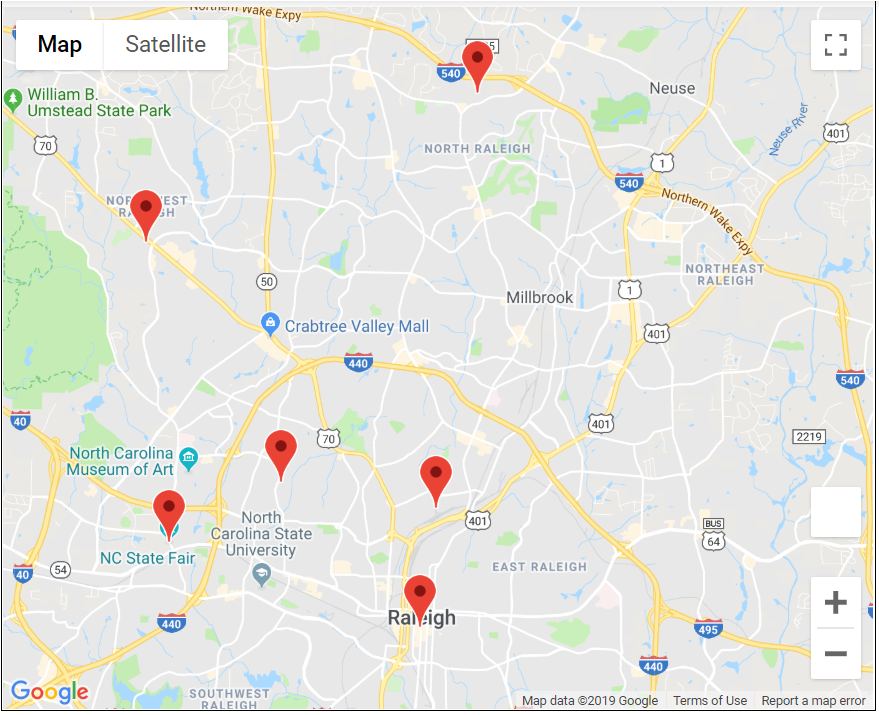 Northern Wake Expy
Map
Satellite
540
Neuse
William B.
Umstead State Park
Neuse River
401
70
NORTH RALEIGH
1
540
Northern Wake Expy
RALEIGH
NORTHEAST
RALEIGH
50
1
Millbrook
Crabtree Valley Mall
401
440
540
40
401
70
2219
North Carolina
Museum of Art
401
North
Carolina State
University
BUS
64
NC State Fair
54
EAST RALEIGH
40
Raleigh
440
495
440
SOUTHWEST
RALEIGH
Google
Map data ©2019 Google
Terms of Use
Report a map error